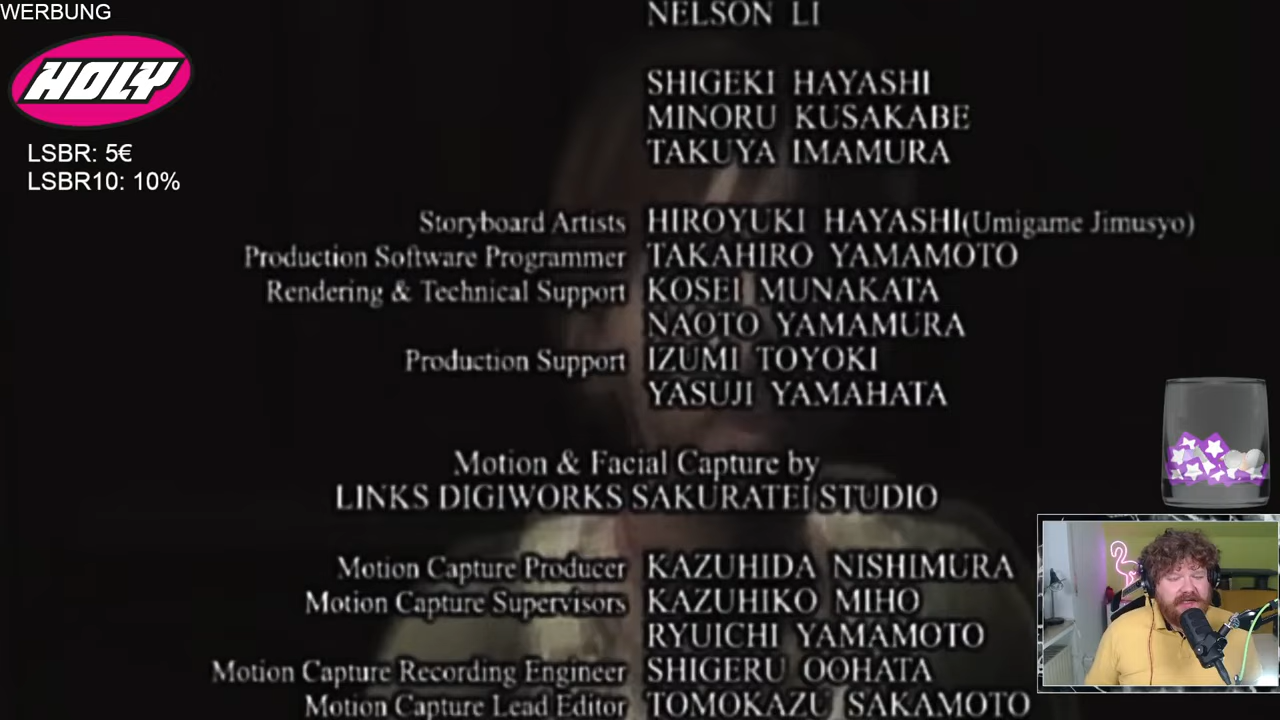 WERBUNG
HOLY
LSBR: 5€
LSBR10: 10%
NELSON LI
SHIGEKI HAYASHI
MINORU KUSAKABE
TAKUYA IMAMURA
Storyboard Artists HIROYUKI HAYASHI(Umigame Jimusyo)
Production Software Programmer TAKAHIRO YAMAMOTO
Rendering & Technical Support KOSEI MUNAKATA
NAOTO YAMAMURA
Production Support IZUMI TOYOKI
YASUJI YAMAHATA
Motion & Facial Capture by
LINKS DIGIWORKS SAKURATEI STUDIO
Motion Capture Producer KAZUHIDA NISHIMURA
Motion Capture Supervisors KAZUHIKO MIHO
RYUICHI YAMAMOTO
Motion Capture Recording Engineer SHIGERU OOHATA
Motion Capture Lead Editor TOMOKAZU SAKAMOTO